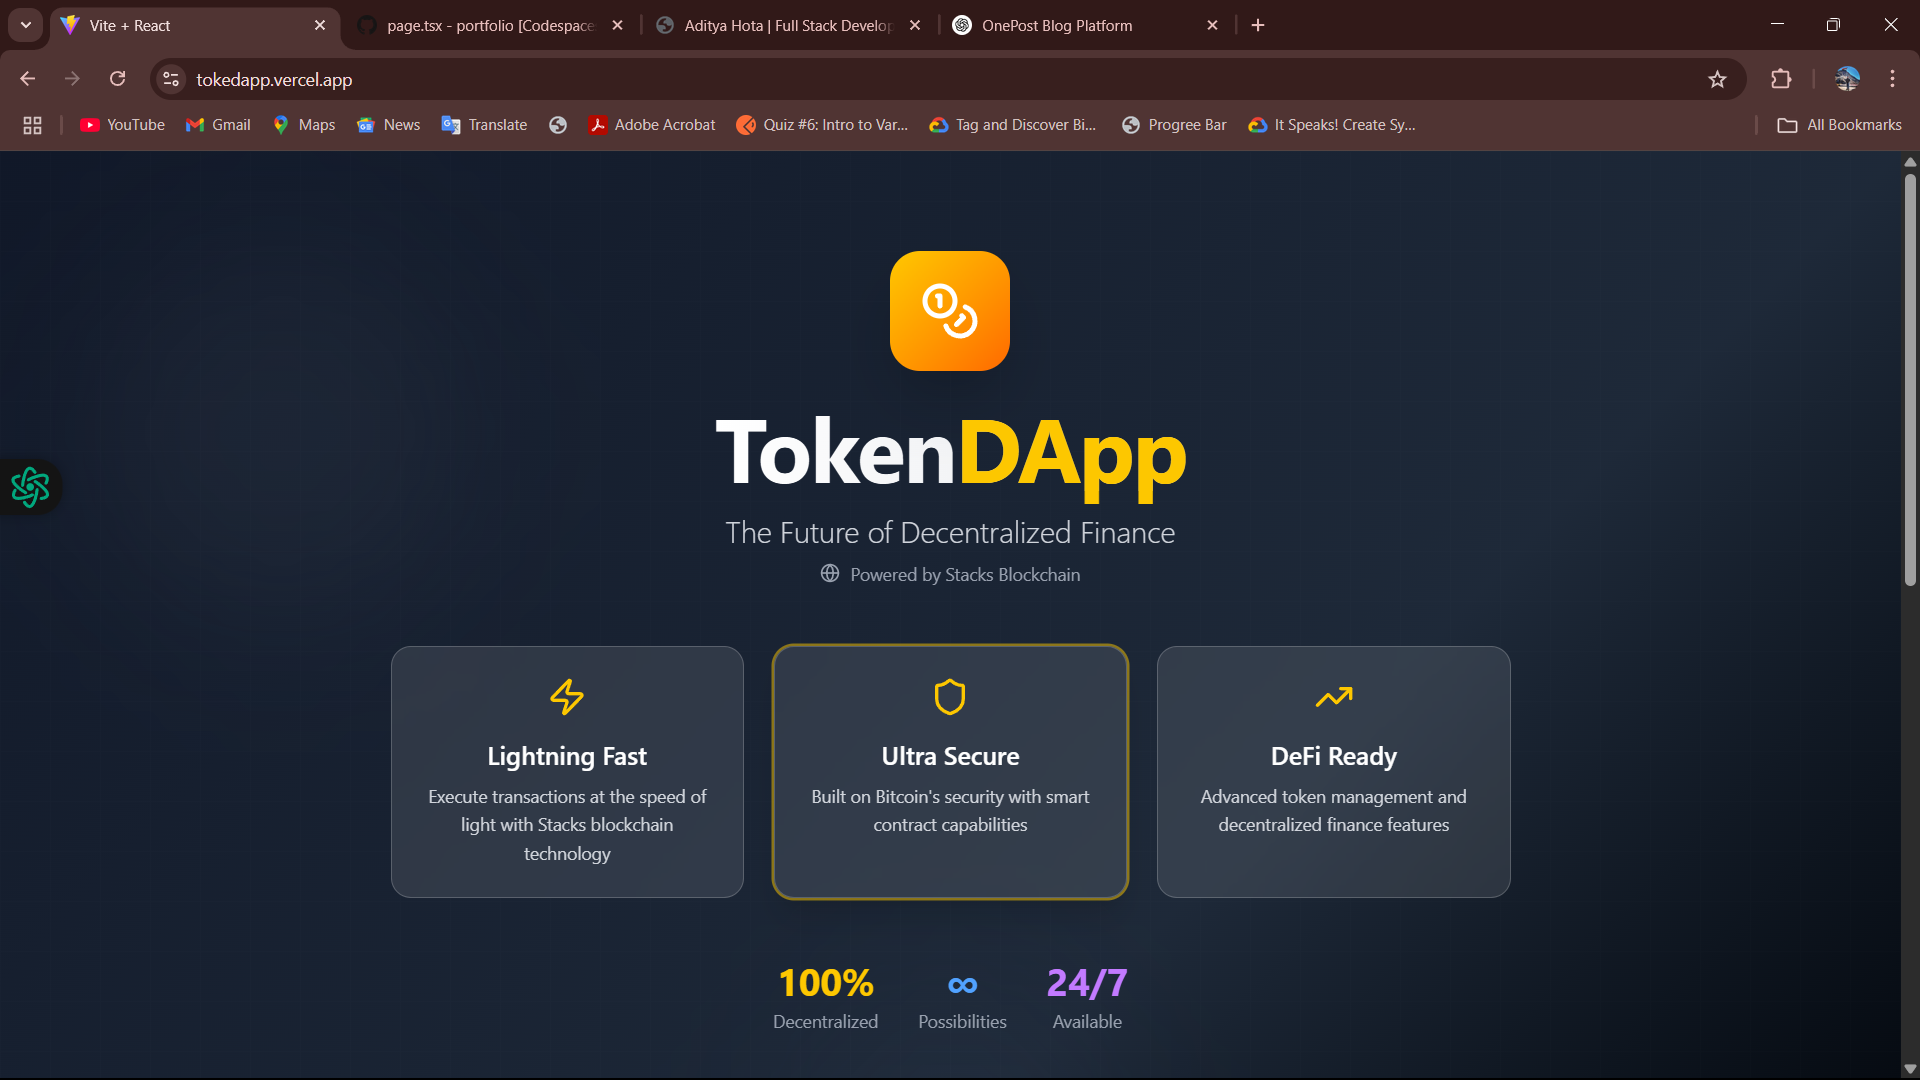 Vite + React
page.tsx - portfolio [Codespace
Aditya Hota | Full Stack Develop
OnePost Blog Platform
tokedapp.vercel.app
YouTube
Gmail
Maps
News
Translate
Adobe Acrobat
Quiz #6: Intro to Var...
Tag and Discover Bi...
Progree Bar
It Speaks! Create Sy...
All Bookmarks
TokenDApp
The Future of Decentralized Finance
Powered by Stacks Blockchain
Lightning Fast
Execute transactions at the speed of
light with Stacks blockchain
technology
Ultra Secure
Built on Bitcoin's security with smart
contract capabilities
DeFi Ready
Advanced token management and
decentralized finance features
100%
Decentralized
∞
Possibilities
24/7
Available